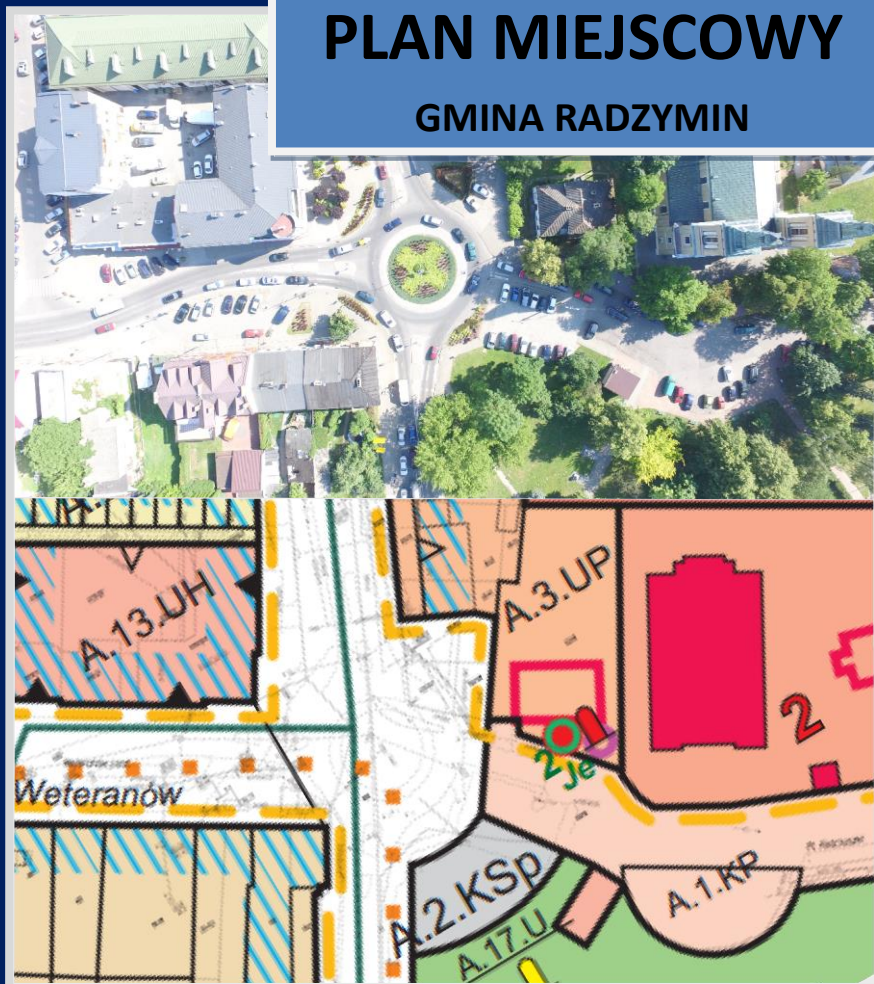 PLAN MIEJSCOWY
GMINA RADZYMIN
A.13.UH
A.3.UP
2
2
Je
Weteranów
A.2.KSp
A.1.KP
A.17.U